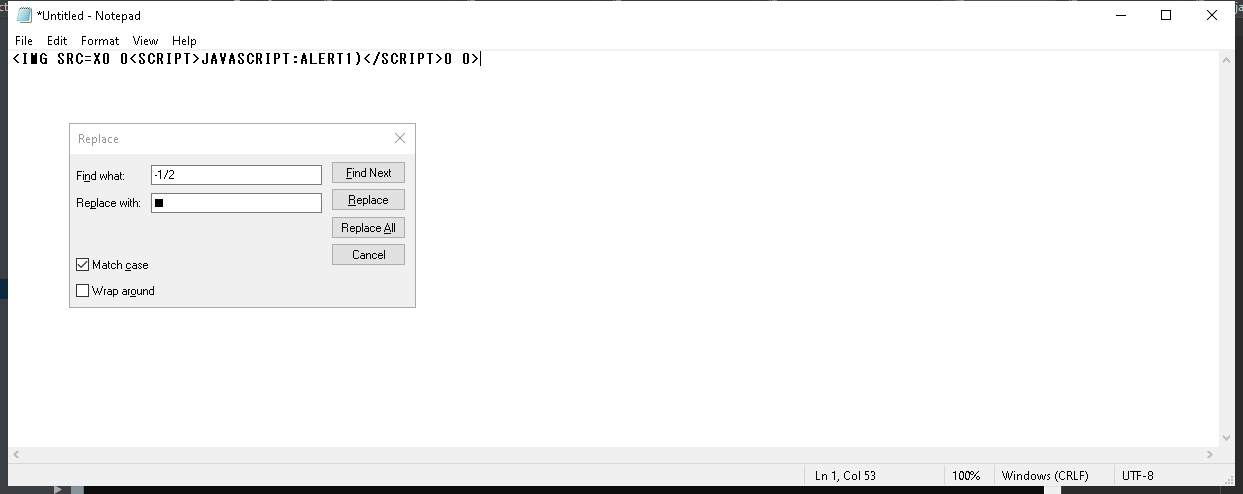 *Untitled - Notepad
File Edit Format View Help
<IMG SRC=X0 0<SCRIPT>JAVASCRIPT:ALERT1)</SCRIPT>0 0>
Replace
Find what: -1/2 Find Next
Replace with: ■ Replace
Replace All
Cancel
Match case
Wrap around
Ln 1, Col 53 100% Windows (CRLF) UTF-8